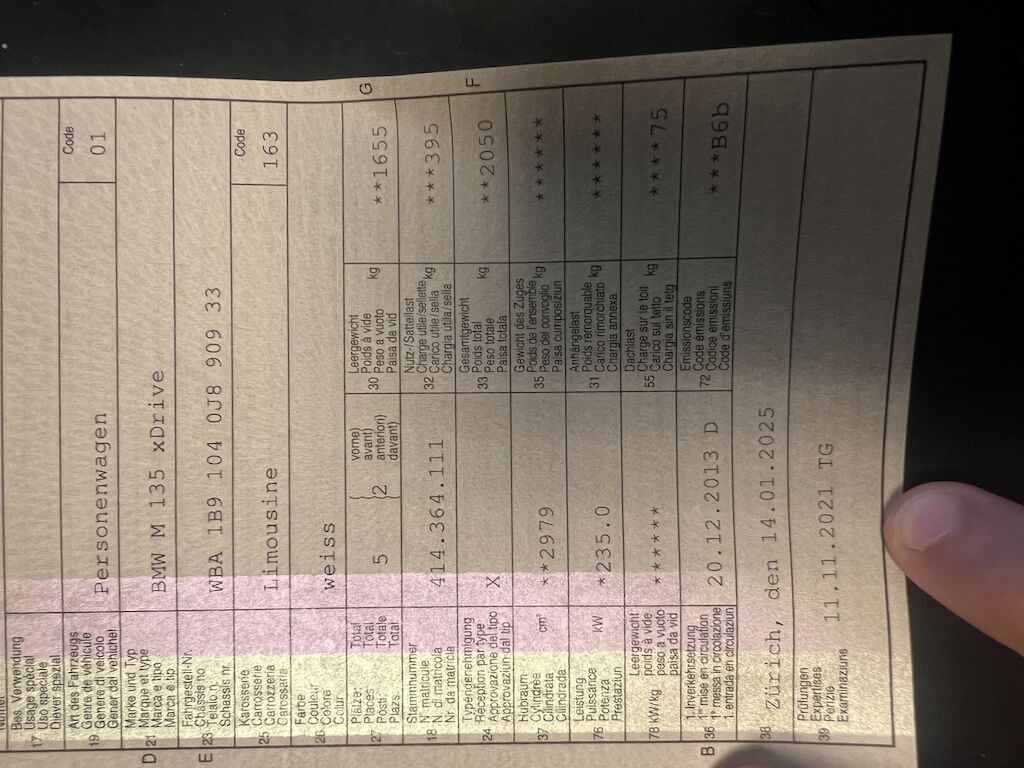 17 Bes. Verwendung
Usage spécial
Uso speciale
Diever spezial
19 Art des Fahrzeugs
Genre de véhicule
Genere di veicolo
Gener dal vehichel
Personenwagen
Code
01
D 21 Marke und Typ
Marque et type
Marca e tipo
Marca e tip
BMW M 135 xDrive
E 23 Fahrgestell-Nr.
Châssis no
Telaio n.
Schassis nr.
WBA 1B9 104 0J8 909 33
25 Karosserie
Carrosserie
Carrozzeria
Carossaria
Limousine
Code
163
26 Farbe
Couleur
Colore
Colur
weiss
27 Plätze: Total
Places: Total
Posti: Totale
Plazs: Total
5
2 vorne)
avant)
anteriori)
davant)
30 Leergewicht
Poids à vide
Peso a vuoto
Paisa da vid
kg
**1655
G
18 Stammnummer
N° matricule
N. di matricola
Nr. da matricla
414.364.111
32 Nutz-/Sattellast
Charge utile/sellette
Carico utile/sella
Chargia utila/sella
kg
***395
24 Typengenehmigung
Réception par type
Approvazione del tipo
Approvaziun dal tip
X
33 Gesamtgewicht
Poids total
Peso totale
Paisa totala
kg
**2050
F
37 Hubraum
Cylindrée
Cilindrata
Cilindrada
cm³
**2979
35 Gewicht des Zuges
Poids de l'ensemble
Peso del convoglio
Paisa cumposiziun
kg
*******
76 Leistung
Puissance
Potenza
Prestaziun
kW
*235.0
31 Anhängelast
Poids remorquable
Carico rimorchiato
Chargia annexa
kg
*******
78 kW/kg
Leergewicht
poids à vide
peso a vuoto
paisa da vid
******
55 Dachlast
Charge sur le toit
Carico sul tetto
Chargia sin il tetg
kg
*****75
B 36 1. Inverkehrsetzung
1re mise en circulation
1a messa in circolazione
1. entrada en circulaziun
20.12.2013 D
72 Emissionscode
Code émissions
Codice emissioni
Code d'emissiuns
***B6b
38 Zürich, den 14.01.2025
39 Prüfungen
Expertises
Perizie
Examinaziuns
11.11.2021 TG